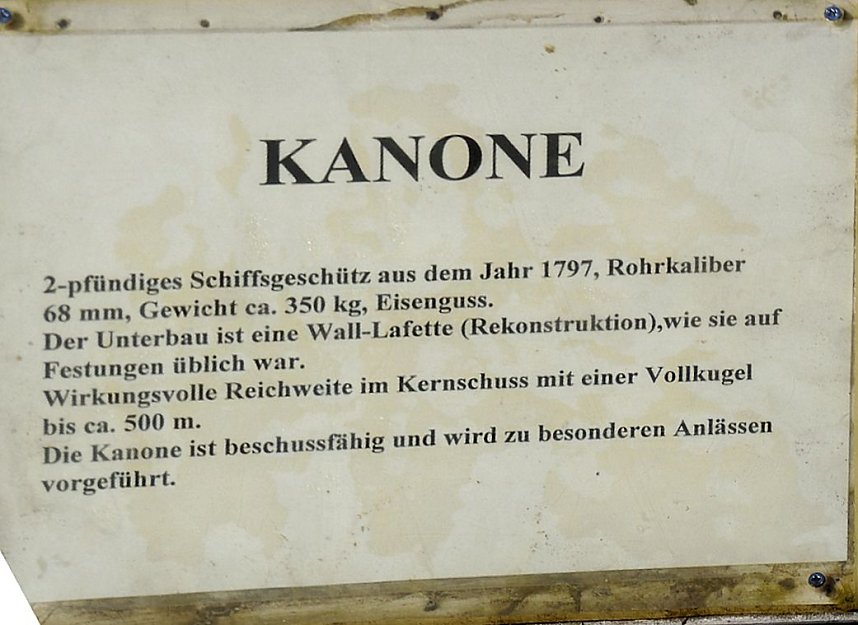 KANONE
2-pfündiges Schiffsgeschütz aus dem Jahr 1797, Rohrkaliber
68 mm, Gewicht ca. 350 kg, Eisenguss.
Der Unterbau ist eine Wall-Lafette (Rekonstruktion),wie sie auf
Festungen üblich war.
Wirkungsvolle Reichweite im Kernschuss mit einer Vollkugel
bis ca. 500 m.
Die Kanone ist beschussfähig und wird zu besonderen Anlässen
vorgeführt.